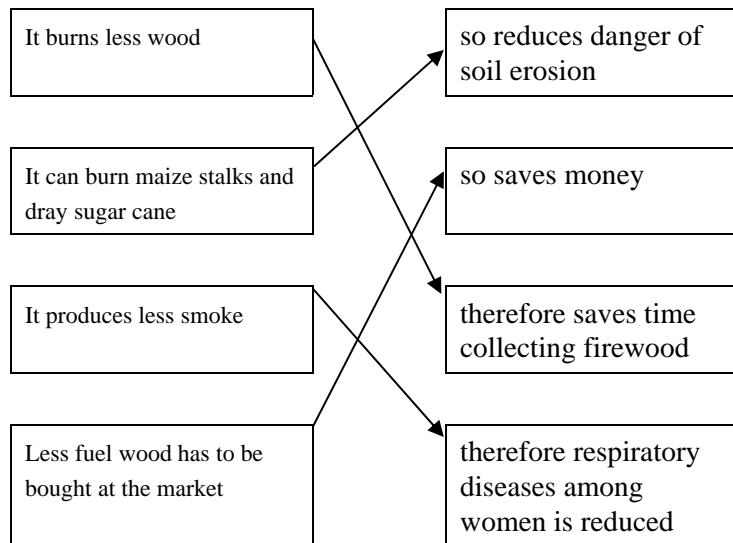 It burns less wood
so reduces danger of
soil erosion
It can burn maize stalks and
dray sugar cane
so saves money
It produces less smoke
therefore saves time
collecting firewood
Less fuel wood has to be
bought at the market
therefore respiratory
diseases among
women is reduced